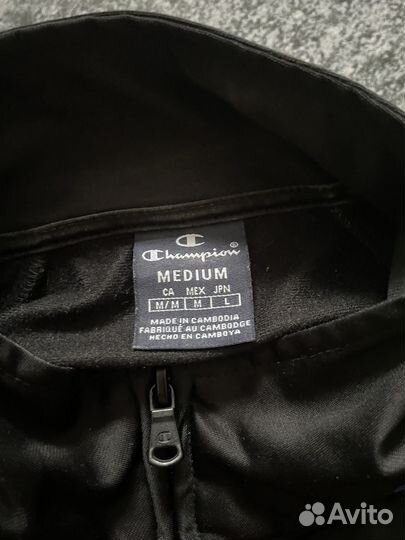 Champion®
MEDIUM
CA MEX JPN
M/M M L
MADE IN CAMBODIA
FABRIQUÉ AU CAMBODGE
HECHO EN CAMBOYA
Avito